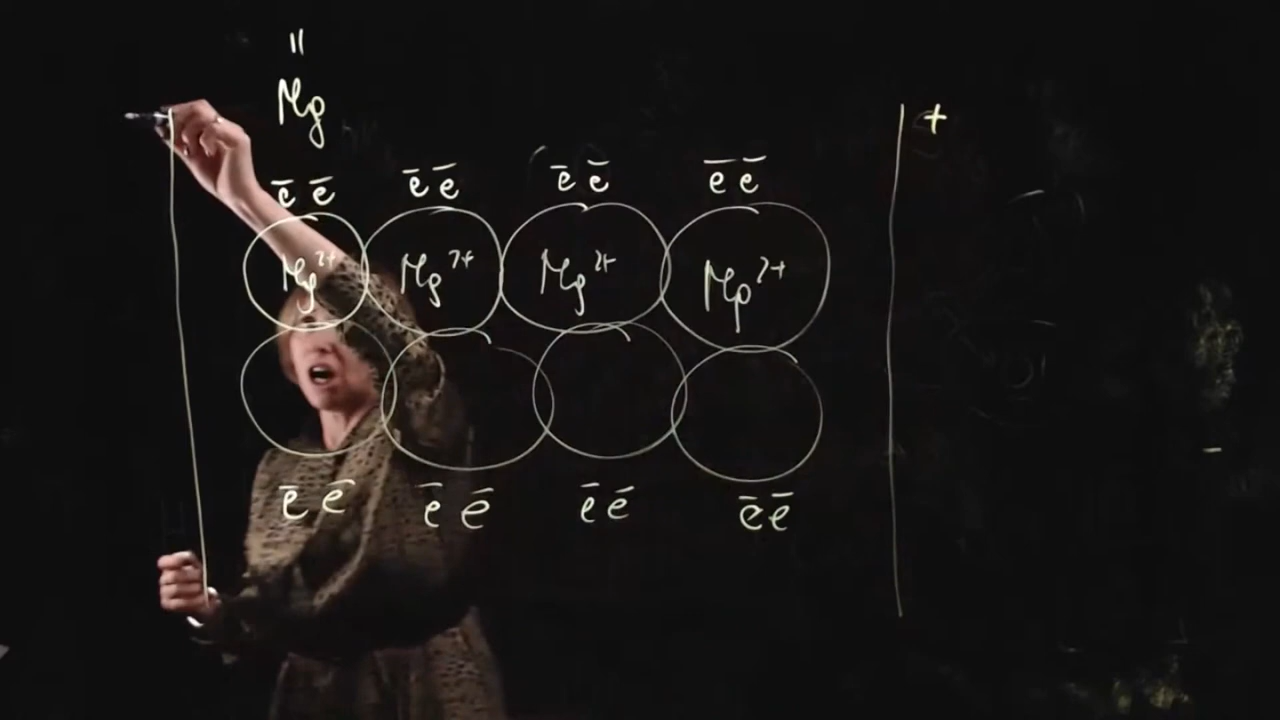 ||
Mg
+
ē ē ē ē ē ē ē ē
Mg²⁺ Mg²⁺ Mg²⁺ Mg²⁺
ē ē ē ē ē ē ē ē